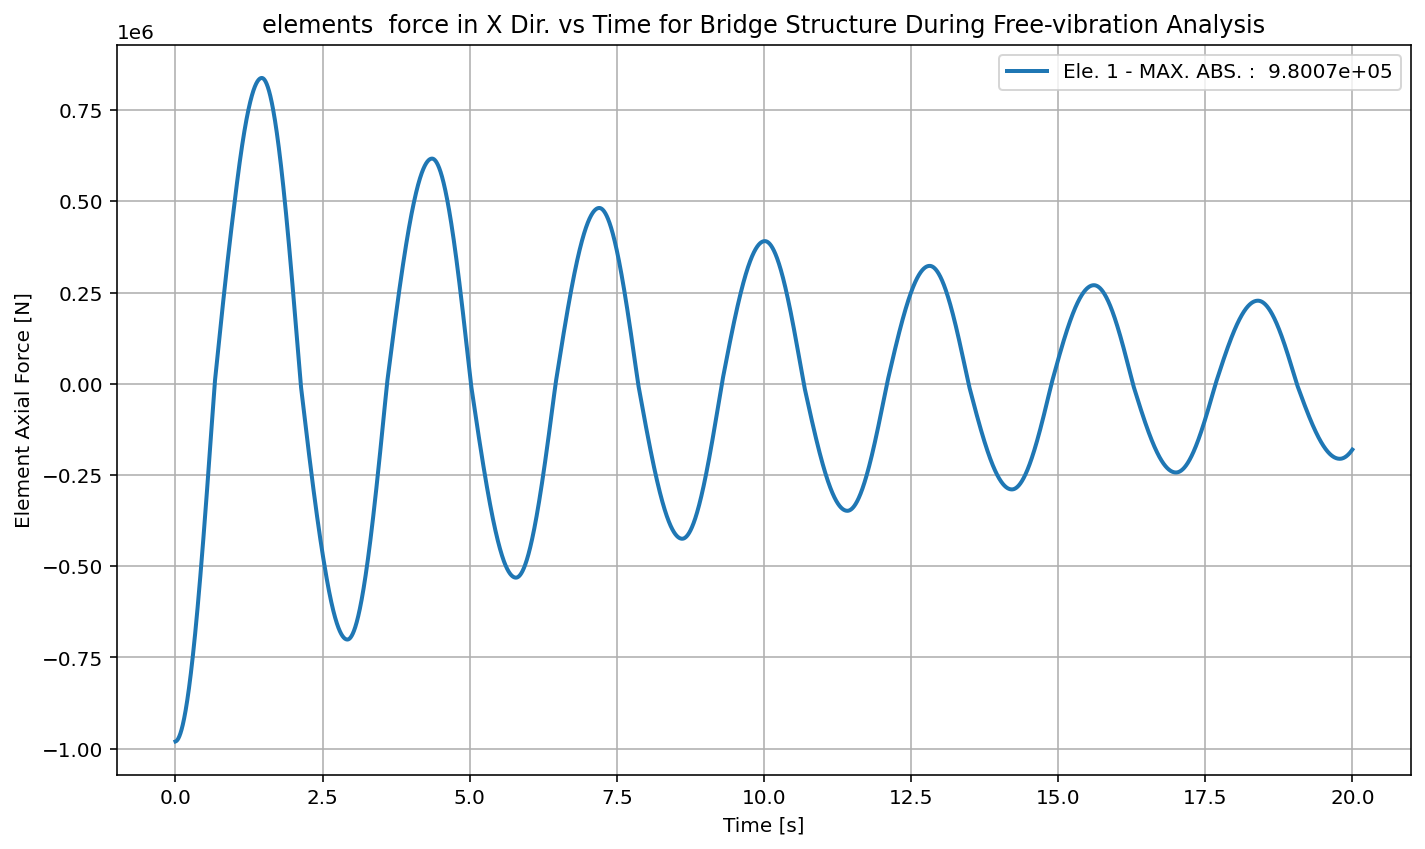 elements  force in X Dir. vs Time for Bridge Structure During Free-vibration Analysis
1e6
Ele. 1 - MAX. ABS. :  9.8007e+05
0.75
0.50
0.25
0.00
−0.25
−0.50
−0.75
−1.00
Element Axial Force [N]
0.0 2.5 5.0 7.5 10.0 12.5 15.0 17.5 20.0
Time [s]